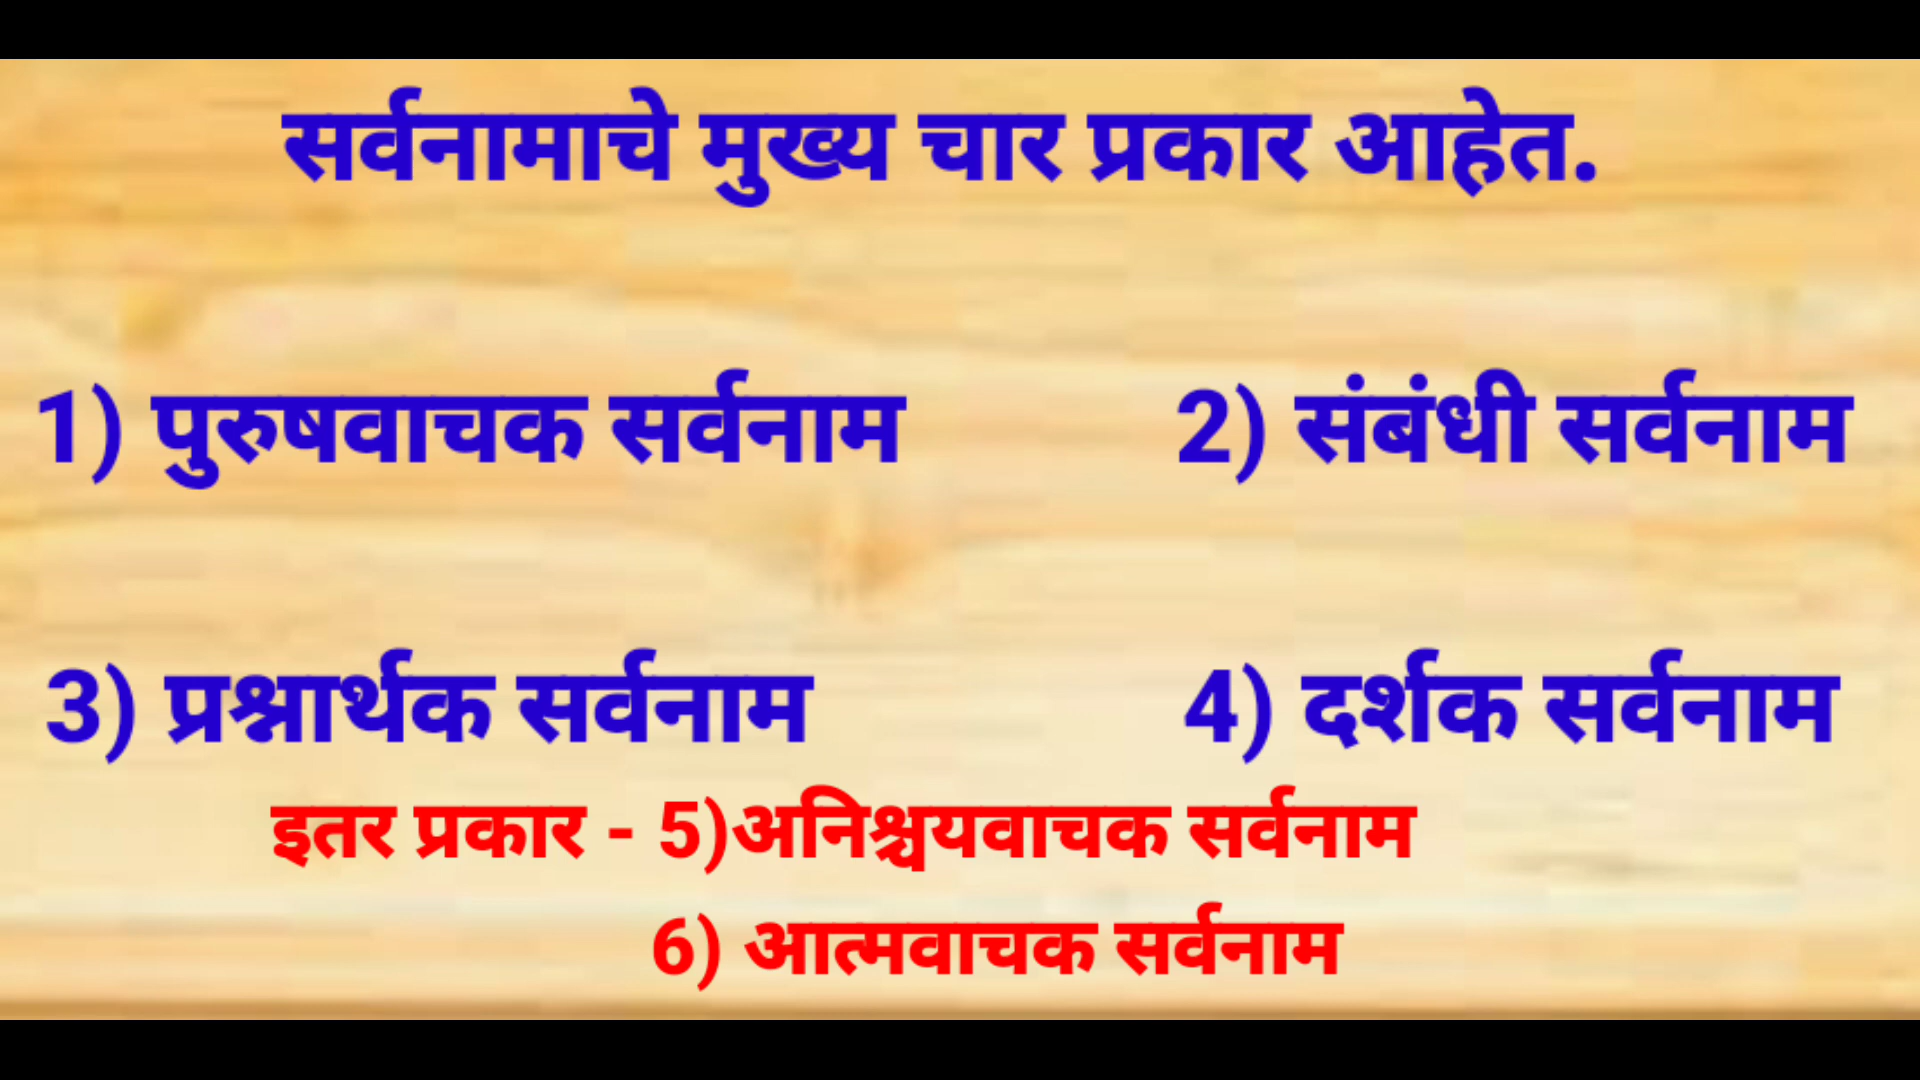 सर्वनामाचे मुख्य चार प्रकार आहेत.
1) पुरुषवाचक सर्वनाम
2) संबंधी सर्वनाम
3) प्रश्नार्थक सर्वनाम
4) दर्शक सर्वनाम
इतर प्रकार - 5)अनिश्चयवाचक सर्वनाम
6) आत्मवाचक सर्वनाम